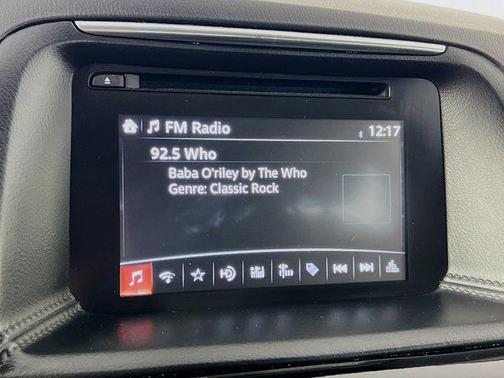 FM Radio 12:17
92.5 Who
Baba O'riley by The Who
Genre: Classic Rock